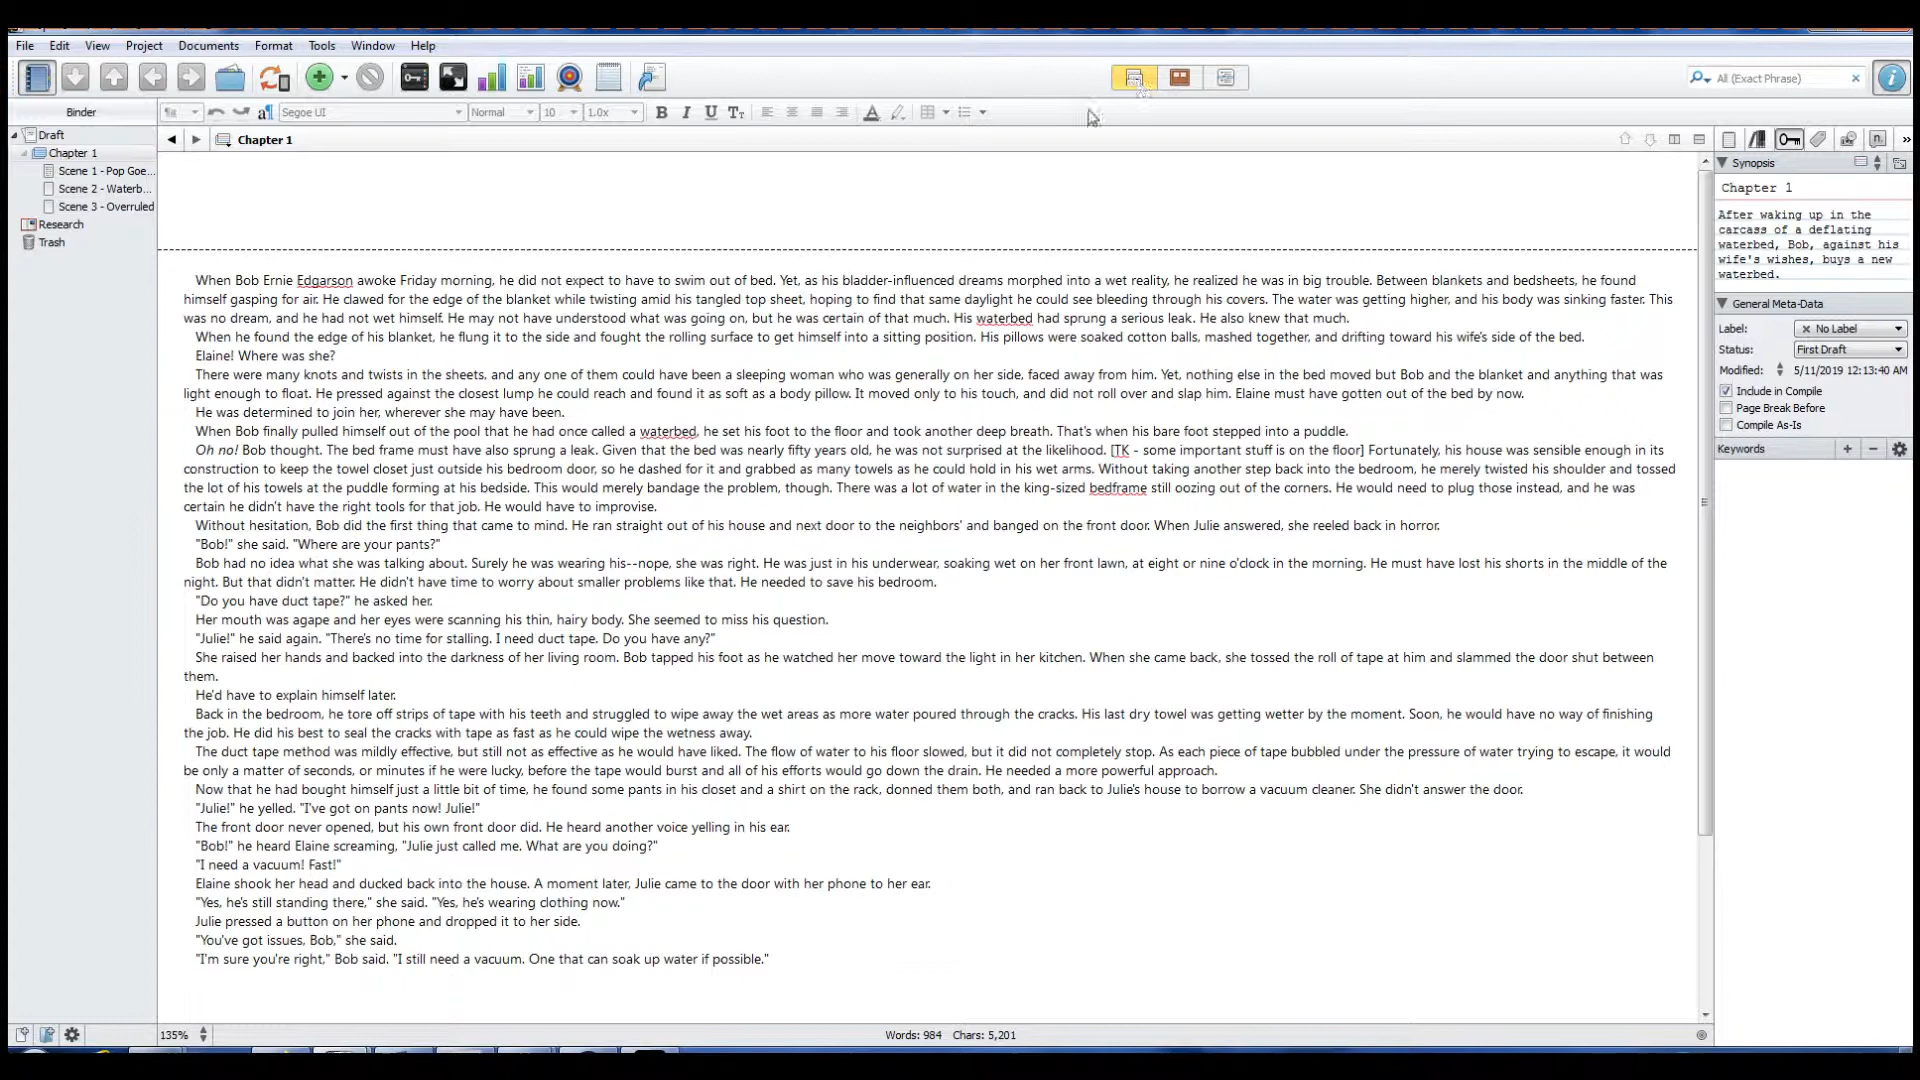 File Edit View Project Documents Format Tools Window Help
All (Exact Phrase)
Binder
Segoe UI Normal 10 1.0x B I U
Draft
Chapter 1
Scene 1 - Pop Goe...
Scene 2 - Waterb...
Scene 3 - Overruled
Research
Trash
Chapter 1
When Bob Ernie Edgarson awoke Friday morning, he did not expect to have to swim out of bed. Yet, as his bladder-influenced dreams morphed into a wet reality, he realized he was in big trouble. Between blankets and bedsheets, he found
himself gasping for air. He clawed for the edge of the blanket while twisting amid his tangled top sheet, hoping to find that same daylight he could see bleeding through his covers. The water was getting higher, and his body was sinking faster. This
was no dream, and he had not wet himself. He may not have understood what was going on, but he was certain of that much. His waterbed had sprung a serious leak. He also knew that much.
When he found the edge of his blanket, he flung it to the side and fought the rolling surface to get himself into a sitting position. His pillows were soaked cotton balls, mashed together, and drifting toward his wife's side of the bed.
Elaine! Where was she?
There were many knots and twists in the sheets, and any one of them could have been a sleeping woman who was generally on her side, faced away from him. Yet, nothing else in the bed moved but Bob and the blanket and anything that was
light enough to float. He pressed against the closest lump he could reach and found it as soft as a body pillow. It moved only to his touch, and did not roll over and slap him. Elaine must have gotten out of the bed by now.
He was determined to join her, wherever she may have been.
When Bob finally pulled himself out of the pool that he had once called a waterbed, he set his foot to the floor and took another deep breath. That's when his bare foot stepped into a puddle.
Oh no! Bob thought. The bed frame must have also sprung a leak. Given that the bed was nearly fifty years old, he was not surprised at the likelihood. [TK - some important stuff is on the floor] Fortunately, his house was sensible enough in its
construction to keep the towel closet just outside his bedroom door, so he dashed for it and grabbed as many towels as he could hold in his wet arms. Without taking another step back into the bedroom, he merely twisted his shoulder and tossed
the lot of his towels at the puddle forming at his bedside. This would merely bandage the problem, though. There was a lot of water in the king-sized bedframe still oozing out of the corners. He would need to plug those instead, and he was
certain he didn't have the right tools for that job. He would have to improvise.
Without hesitation, Bob did the first thing that came to mind. He ran straight out of his house and next door to the neighbors' and banged on the front door. When Julie answered, she reeled back in horror.
"Bob!" she said. "Where are your pants?"
Bob had no idea what she was talking about. Surely he was wearing his--nope, she was right. He was just in his underwear, soaking wet on her front lawn, at eight or nine o'clock in the morning. He must have lost his shorts in the middle of the
night. But that didn't matter. He didn't have time to worry about smaller problems like that. He needed to save his bedroom.
"Do you have duct tape?" he asked her.
Her mouth was agape and her eyes were scanning his thin, hairy body. She seemed to miss his question.
"Julie!" he said again. "There's no time for stalling. I need duct tape. Do you have any?"
She raised her hands and backed into the darkness of her living room. Bob tapped his foot as he watched her move toward the light in her kitchen. When she came back, she tossed the roll of tape at him and slammed the door shut between
them.
He'd have to explain himself later.
Back in the bedroom, he tore off strips of tape with his teeth and struggled to wipe away the wet areas as more water poured through the cracks. His last dry towel was getting wetter by the moment. Soon, he would have no way of finishing
the job. He did his best to seal the cracks with tape as fast as he could wipe the wetness away.
The duct tape method was mildly effective, but still not as effective as he would have liked. The flow of water to his floor slowed, but it did not completely stop. As each piece of tape bubbled under the pressure of water trying to escape, it would
be only a matter of seconds, or minutes if he were lucky, before the tape would burst and all of his efforts would go down the drain. He needed a more powerful approach.
Now that he had bought himself just a little bit of time, he found some pants in his closet and a shirt on the rack, donned them both, and ran back to Julie's house to borrow a vacuum cleaner. She didn't answer the door.
"Julie!" he yelled. "I've got on pants now! Julie!"
The front door never opened, but his own front door did. He heard another voice yelling in his ear.
"Bob!" he heard Elaine screaming, "Julie just called me. What are you doing?"
"I need a vacuum! Fast!"
Elaine shook her head and ducked back into the house. A moment later, Julie came to the door with her phone to her ear.
"Yes, he's still standing there," she said. "Yes, he's wearing clothing now."
Julie pressed a button on her phone and dropped it to her side.
"You've got issues, Bob," she said.
"I'm sure you're right," Bob said. "I still need a vacuum. One that can soak up water if possible."
Synopsis
Chapter 1
After waking up in the
carcass of a deflating
waterbed, Bob, against his
wife's wishes, buys a new
waterbed.
General Meta-Data
Label: No Label
Status: First Draft
Modified: 5/11/2019 12:13:40 AM
Include in Compile
Page Break Before
Compile As-Is
Keywords
135%
Words: 984 Chars: 5,201